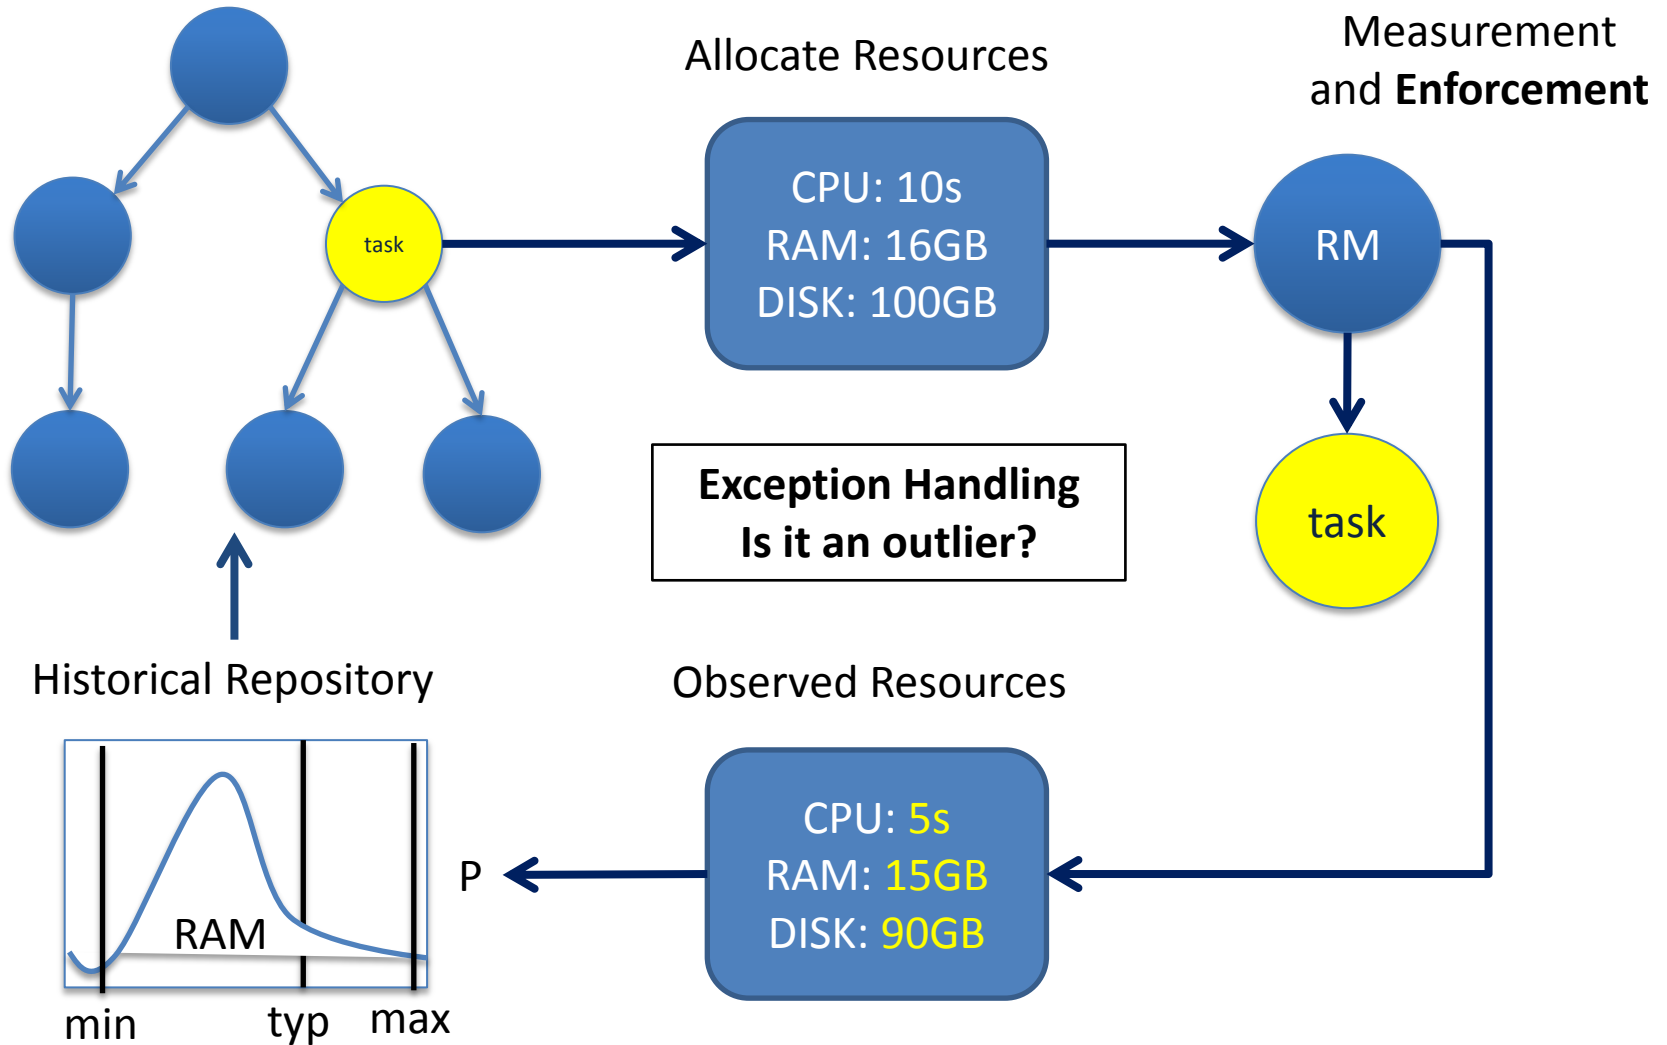 Allocate Resources
Measurement
and Enforcement
task
CPU: 10s
RAM: 16GB
DISK: 100GB
RM
Exception Handling
Is it an outlier?
task
Historical Repository
Observed Resources
CPU: 5s
RAM: 15GB
DISK: 90GB
P
RAM
min
typ
max